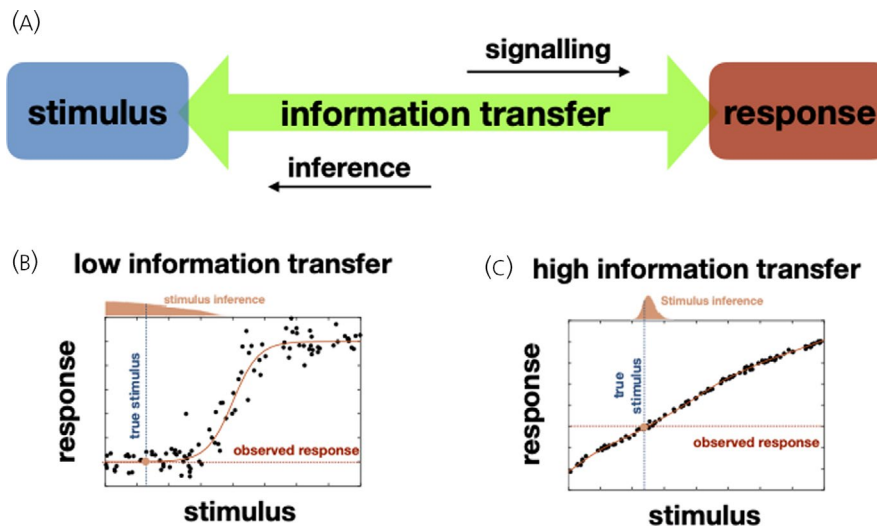 (A)
signalling
stimulus
information transfer
response
inference
(B)
low information transfer
stimulus inference
true stimulus
response
observed response
stimulus
(C)
high information transfer
Stimulus inference
true
stimulus
response
observed response
stimulus